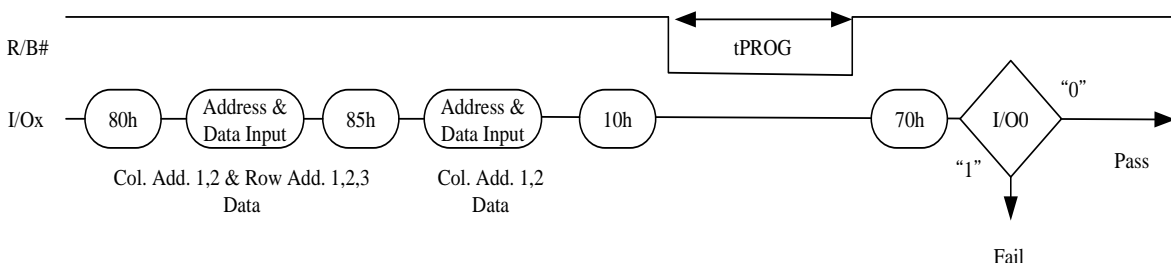 R/B#
tPROG
I/Ox
80h
Address &
Data Input
85h
Address &
Data Input
10h
70h
I/O0
“0”
“1”
Pass
Col. Add. 1,2 & Row Add. 1,2,3
Data
Col. Add. 1,2
Data
Fail